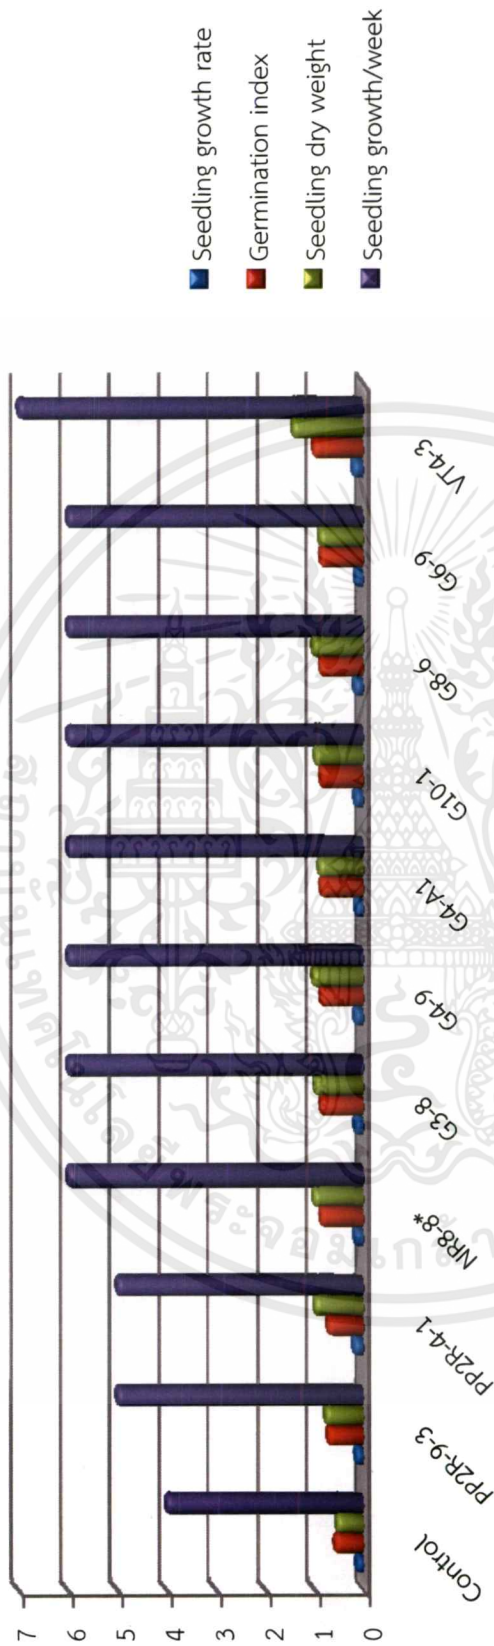 7
6
5
4
3
2
1
0
Control
PP2R-9-3
PP2R-4-1
NR8-8*
G3-8
G4-9
G4-A1
G10-1
G8-6
G6-9
VT4-3
Seedling growth rate
Germination index
Seedling dry weight
Seedling growth/week